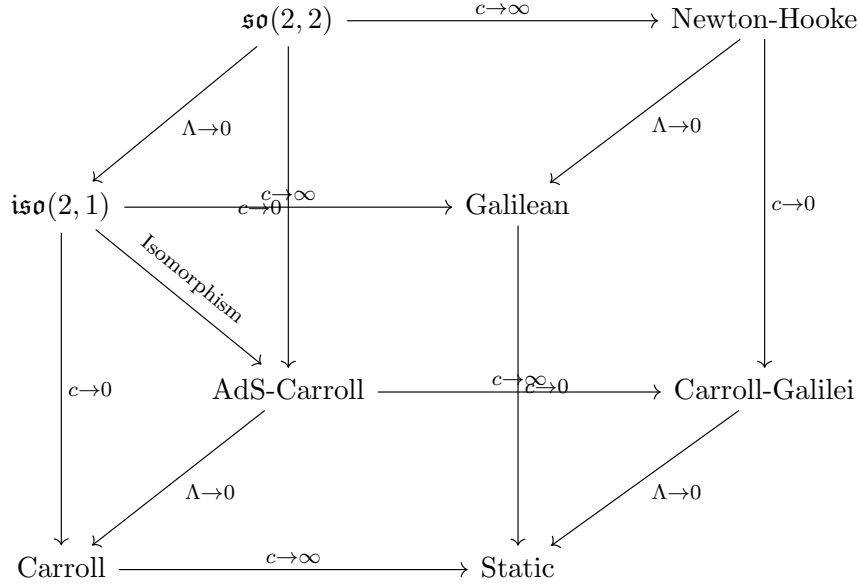 𝔰𝔬(2, 2) c→∞ Newton-Hooke
Λ→0 Λ→0
𝔦𝔰𝔬(2, 1) c→∞ c→0 Galilean c→0
Isomorphism
c→0 AdS-Carroll c→∞ c→0 Carroll-Galilei
Λ→0 Λ→0
Carroll c→∞ Static